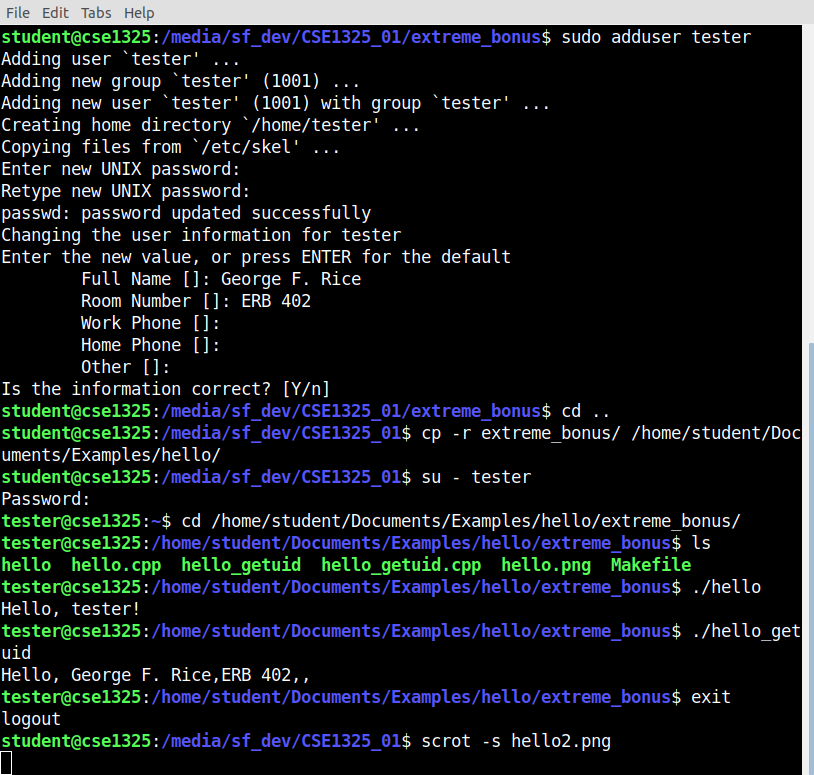 File Edit Tabs Help
student@cse1325:/media/sf_dev/CSE1325_01/extreme_bonus$ sudo adduser tester
Adding user `tester' ...
Adding new group `tester' (1001) ...
Adding new user `tester' (1001) with group `tester' ...
Creating home directory `/home/tester' ...
Copying files from `/etc/skel' ...
Enter new UNIX password:
Retype new UNIX password:
passwd: password updated successfully
Changing the user information for tester
Enter the new value, or press ENTER for the default
        Full Name []: George F. Rice
        Room Number []: ERB 402
        Work Phone []:
        Home Phone []:
        Other []:
Is the information correct? [Y/n]
student@cse1325:/media/sf_dev/CSE1325_01/extreme_bonus$ cd ..
student@cse1325:/media/sf_dev/CSE1325_01$ cp -r extreme_bonus/ /home/student/Doc
uments/Examples/hello/
student@cse1325:/media/sf_dev/CSE1325_01$ su - tester
Password:
tester@cse1325:~$ cd /home/student/Documents/Examples/hello/extreme_bonus/
tester@cse1325:/home/student/Documents/Examples/hello/extreme_bonus$ ls
hello  hello.cpp  hello_getuid  hello_getuid.cpp  hello.png  Makefile
tester@cse1325:/home/student/Documents/Examples/hello/extreme_bonus$ ./hello
Hello, tester!
tester@cse1325:/home/student/Documents/Examples/hello/extreme_bonus$ ./hello_get
uid
Hello, George F. Rice,ERB 402,,
tester@cse1325:/home/student/Documents/Examples/hello/extreme_bonus$ exit
logout
student@cse1325:/media/sf_dev/CSE1325_01$ scrot -s hello2.png